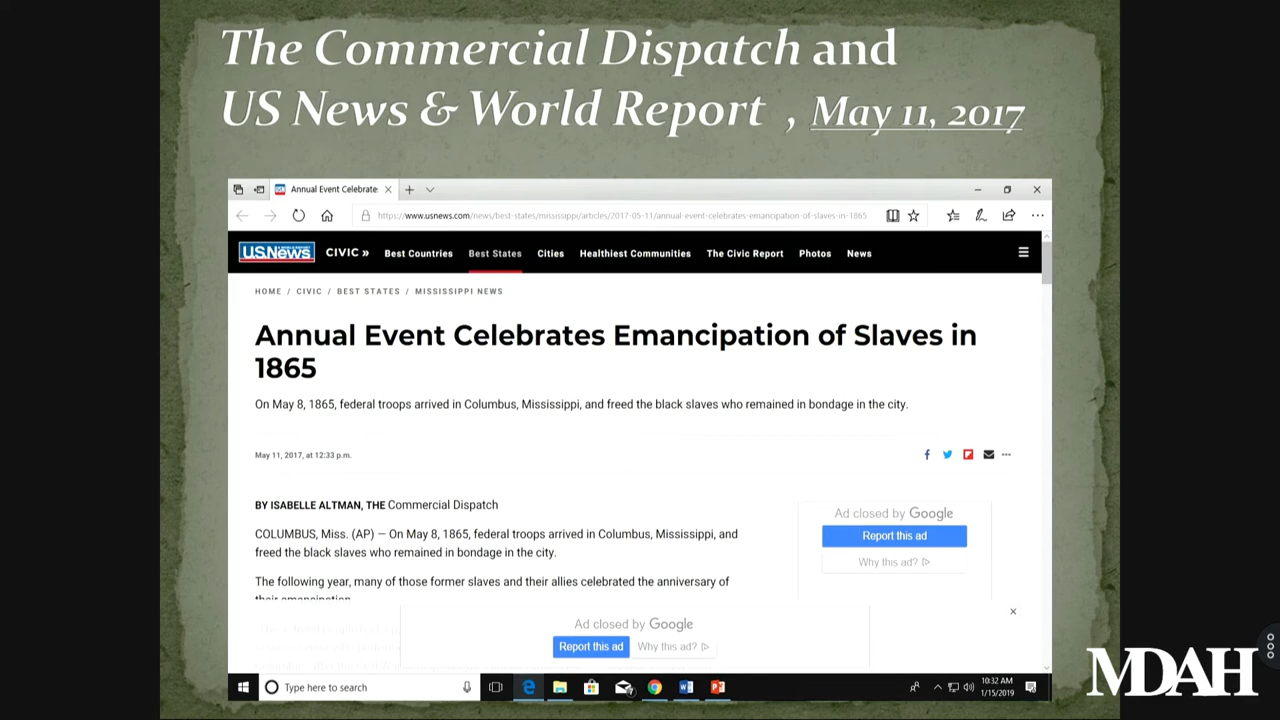 The Commercial Dispatch and
US News & World Report , May 11, 2017
Annual Event Celebrate
https://www.usnews.com/news/best-states/mississippi/articles/2017-05-11/annual-event-celebrates-emancipation-of-slaves-in-1865
U.S.News CIVIC » Best Countries Best States Cities Healthiest Communities The Civic Report Photos News
HOME / CIVIC / BEST STATES / MISSISSIPPI NEWS
Annual Event Celebrates Emancipation of Slaves in
1865
On May 8, 1865, federal troops arrived in Columbus, Mississippi, and freed the black slaves who remained in bondage in the city.
May 11, 2017, at 12:33 p.m.
BY ISABELLE ALTMAN, THE Commercial Dispatch
COLUMBUS, Miss. (AP) — On May 8, 1865, federal troops arrived in Columbus, Mississippi, and
freed the black slaves who remained in bondage in the city.
The following year, many of those former slaves and their allies celebrated the anniversary of
their emancipation.
Ad closed by Google
Report this ad
Why this ad?
Ad closed by Google
Report this ad Why this ad?
Type here to search
10:32 AM
1/15/2019
MDAH